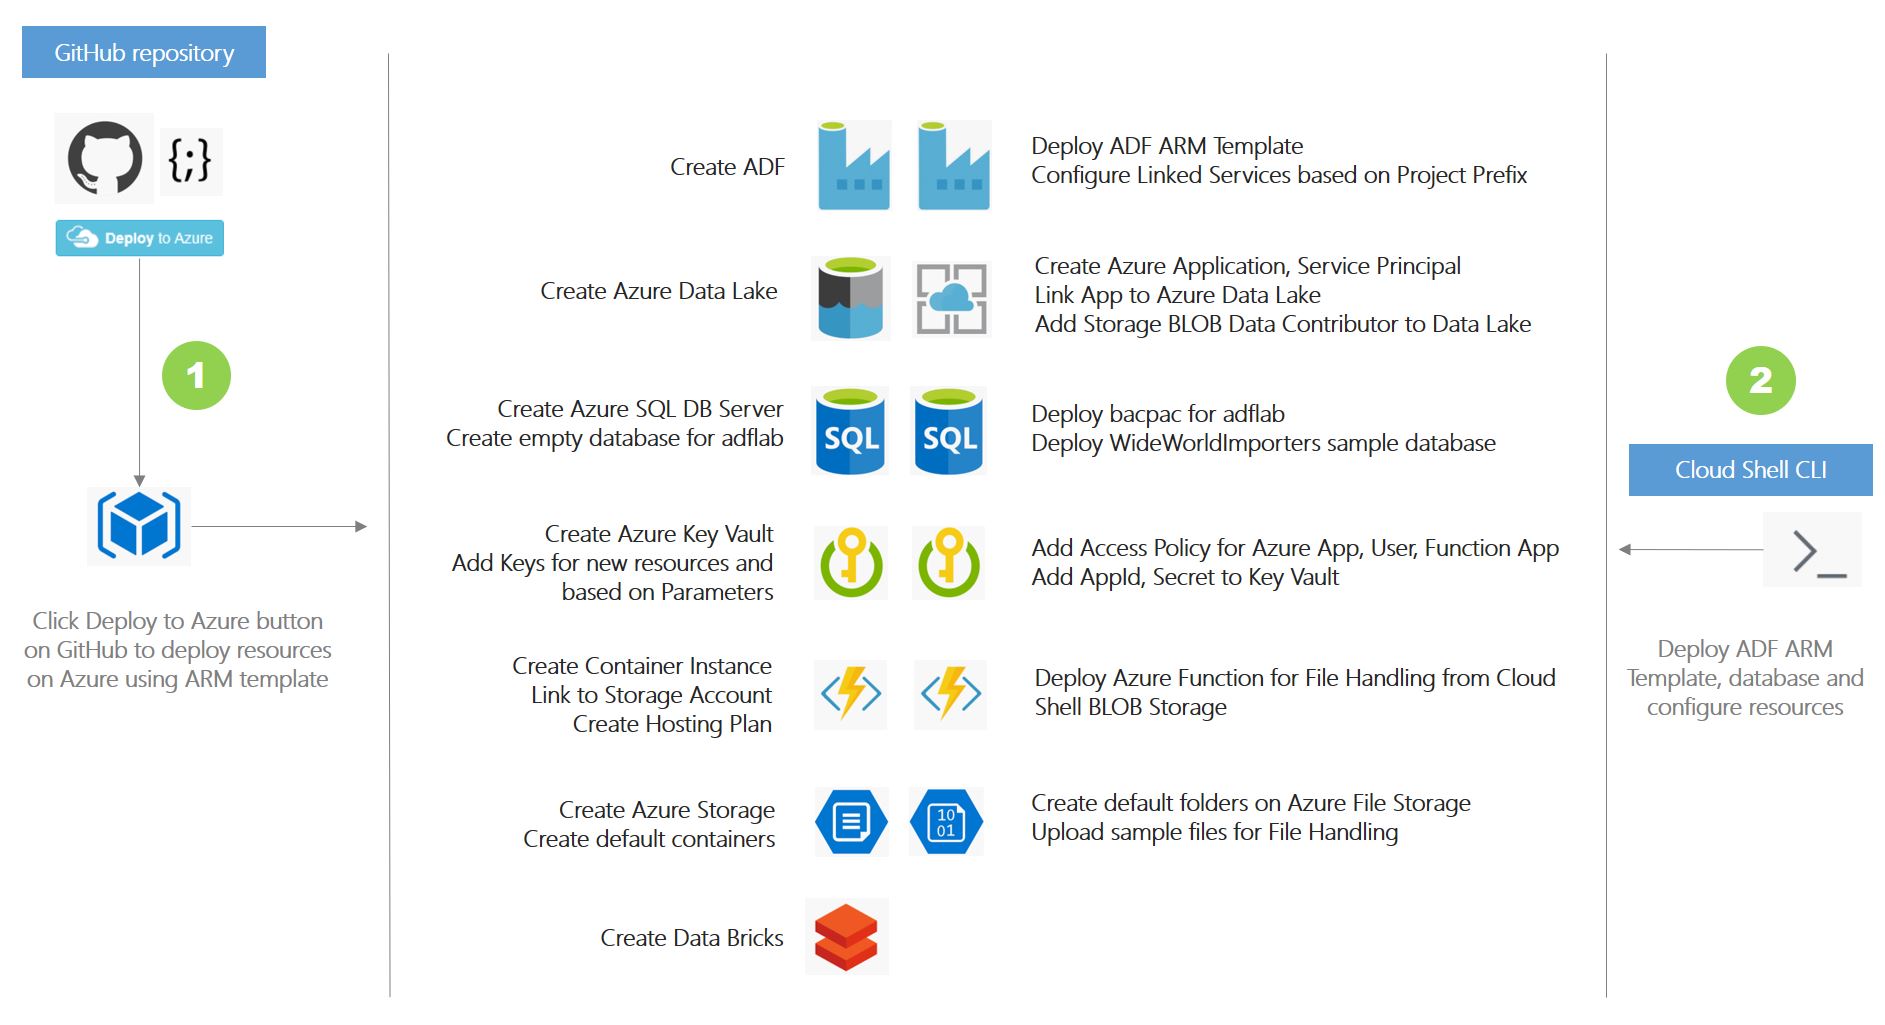 GitHub repository
{;}
Deploy to Azure
1
Click Deploy to Azure button
on GitHub to deploy resources
on Azure using ARM template
Create ADF
Deploy ADF ARM Template
Configure Linked Services based on Project Prefix
Create Azure Data Lake
Create Azure Application, Service Principal
Link App to Azure Data Lake
Add Storage BLOB Data Contributor to Data Lake
Create Azure SQL DB Server
Create empty database for adflab
SQL
SQL
Deploy bacpac for adflab
Deploy WideWorldImporters sample database
Create Azure Key Vault
Add Keys for new resources and
based on Parameters
Add Access Policy for Azure App, User, Function App
Add AppId, Secret to Key Vault
Create Container Instance
Link to Storage Account
Create Hosting Plan
Deploy Azure Function for File Handling from Cloud
Shell BLOB Storage
Create Azure Storage
Create default containers
10
01
Create default folders on Azure File Storage
Upload sample files for File Handling
Create Data Bricks
2
Cloud Shell CLI
>_
Deploy ADF ARM
Template, database and
configure resources